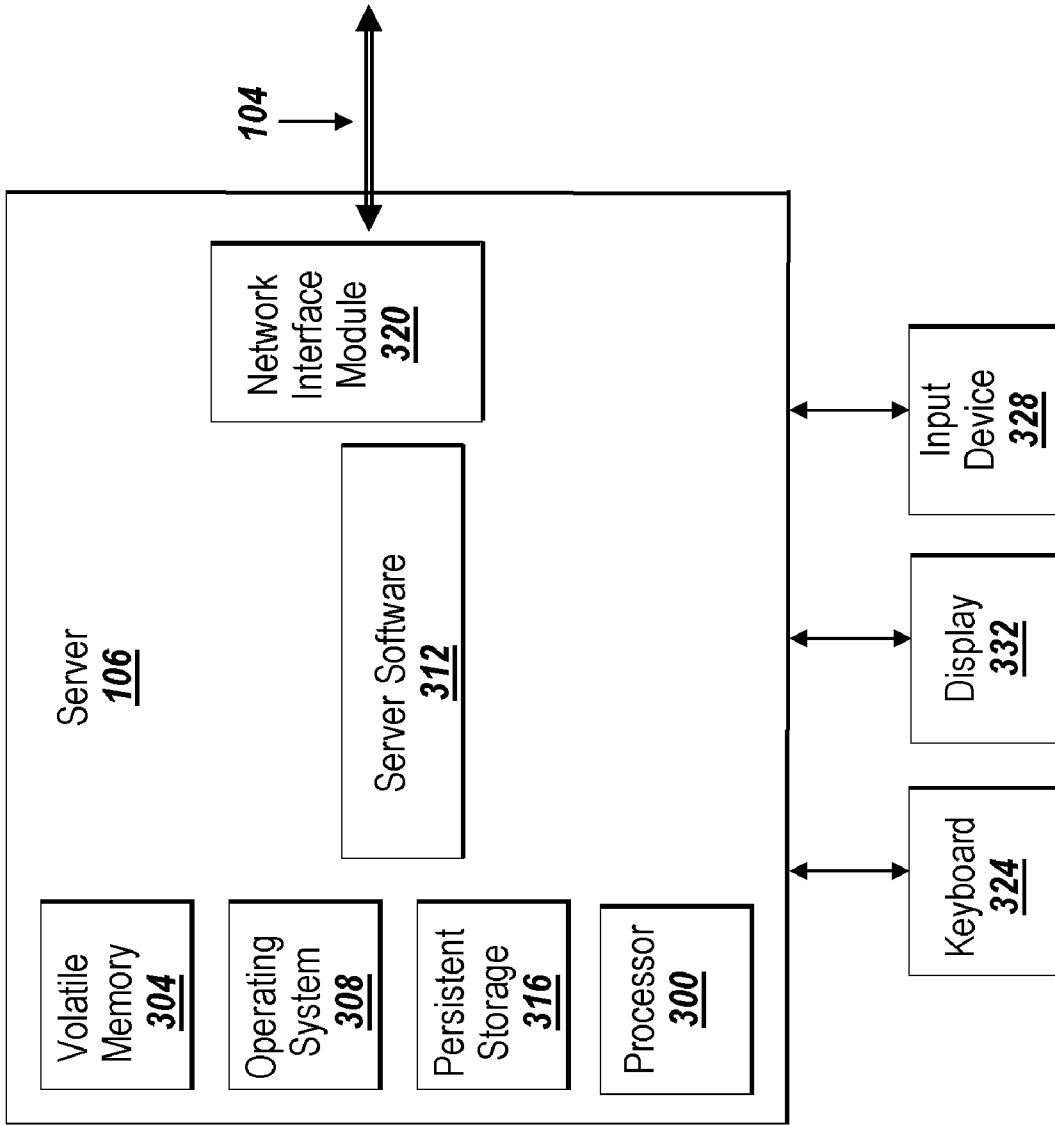 Server
106
Volatile
Memory
304
Operating
System
308
Persistent
Storage
316
Processor
300
Server Software
312
Network
Interface
Module
320
104
Keyboard
324
Display
332
Input
Device
328